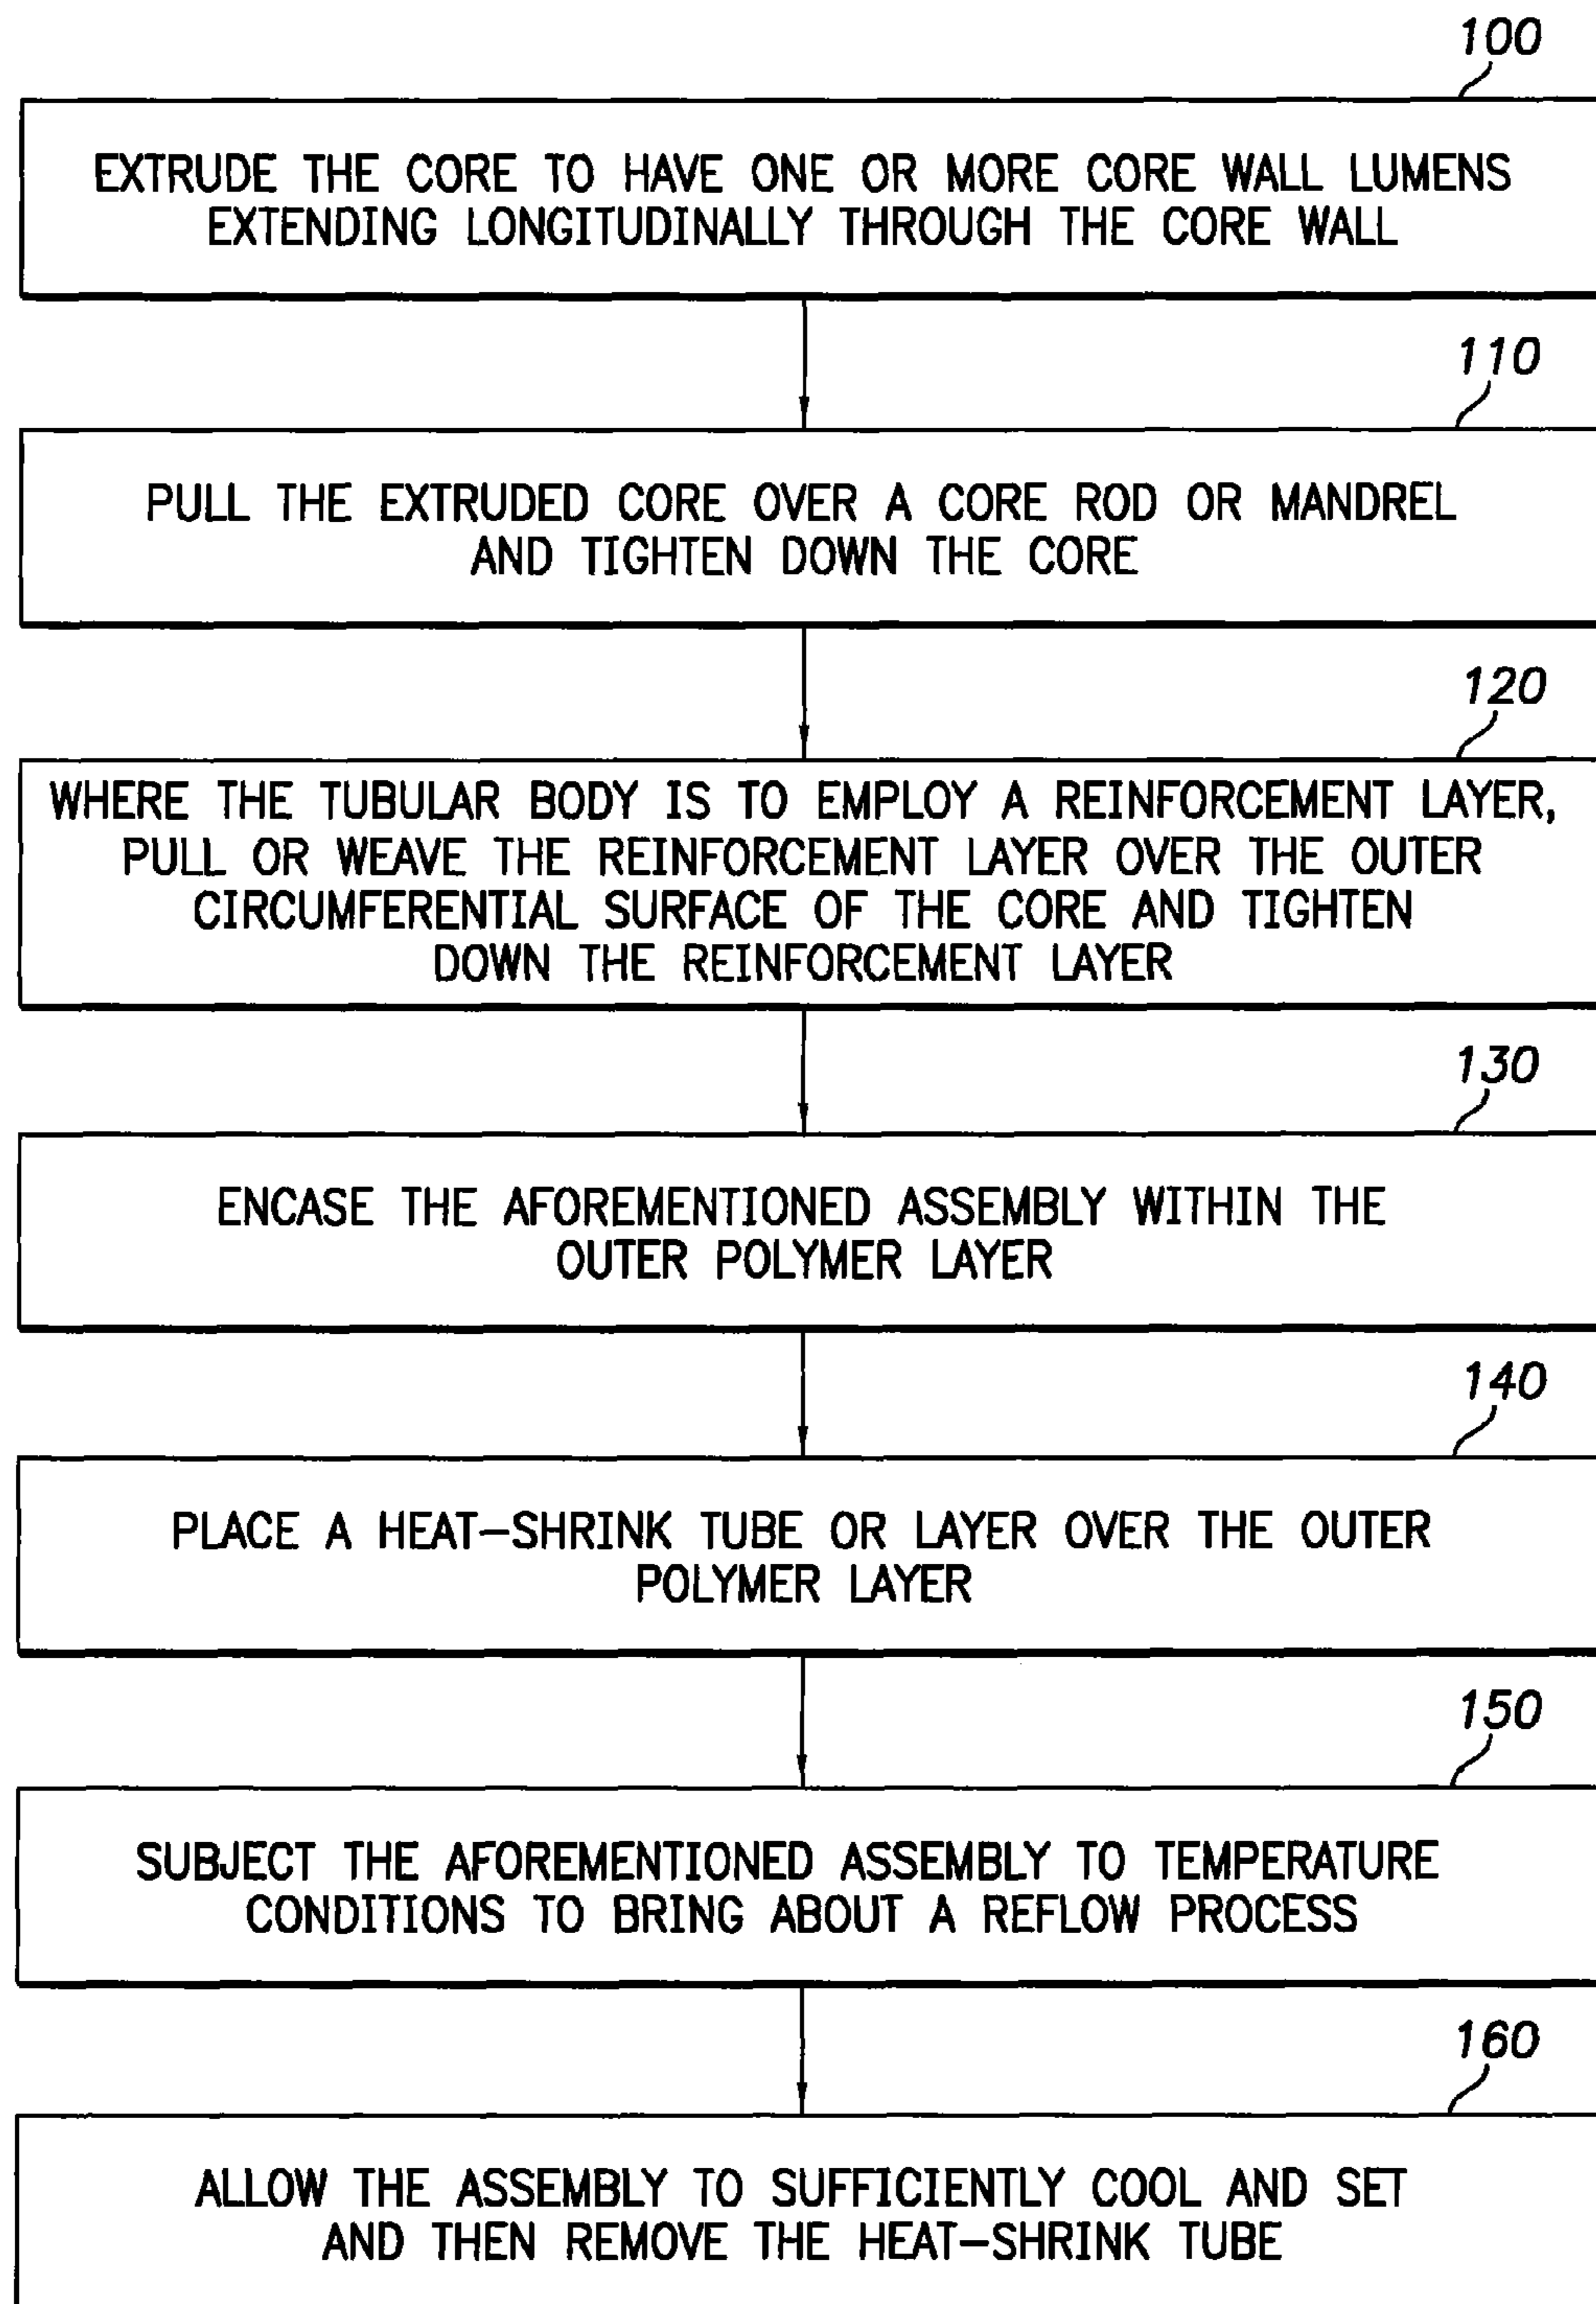 100
EXTRUDE THE CORE TO HAVE ONE OR MORE CORE WALL LUMENS
EXTENDING LONGITUDINALLY THROUGH THE CORE WALL
110
PULL THE EXTRUDED CORE OVER A CORE ROD OR MANDREL
AND TIGHTEN DOWN THE CORE
120
WHERE THE TUBULAR BODY IS TO EMPLOY A REINFORCEMENT LAYER,
PULL OR WEAVE THE REINFORCEMENT LAYER OVER THE OUTER
CIRCUMFERENTIAL SURFACE OF THE CORE AND TIGHTEN
DOWN THE REINFORCEMENT LAYER
130
ENCASE THE AFOREMENTIONED ASSEMBLY WITHIN THE
OUTER POLYMER LAYER
140
PLACE A HEAT-SHRINK TUBE OR LAYER OVER THE OUTER
POLYMER LAYER
150
SUBJECT THE AFOREMENTIONED ASSEMBLY TO TEMPERATURE
CONDITIONS TO BRING ABOUT A REFLOW PROCESS
160
ALLOW THE ASSEMBLY TO SUFFICIENTLY COOL AND SET
AND THEN REMOVE THE HEAT-SHRINK TUBE